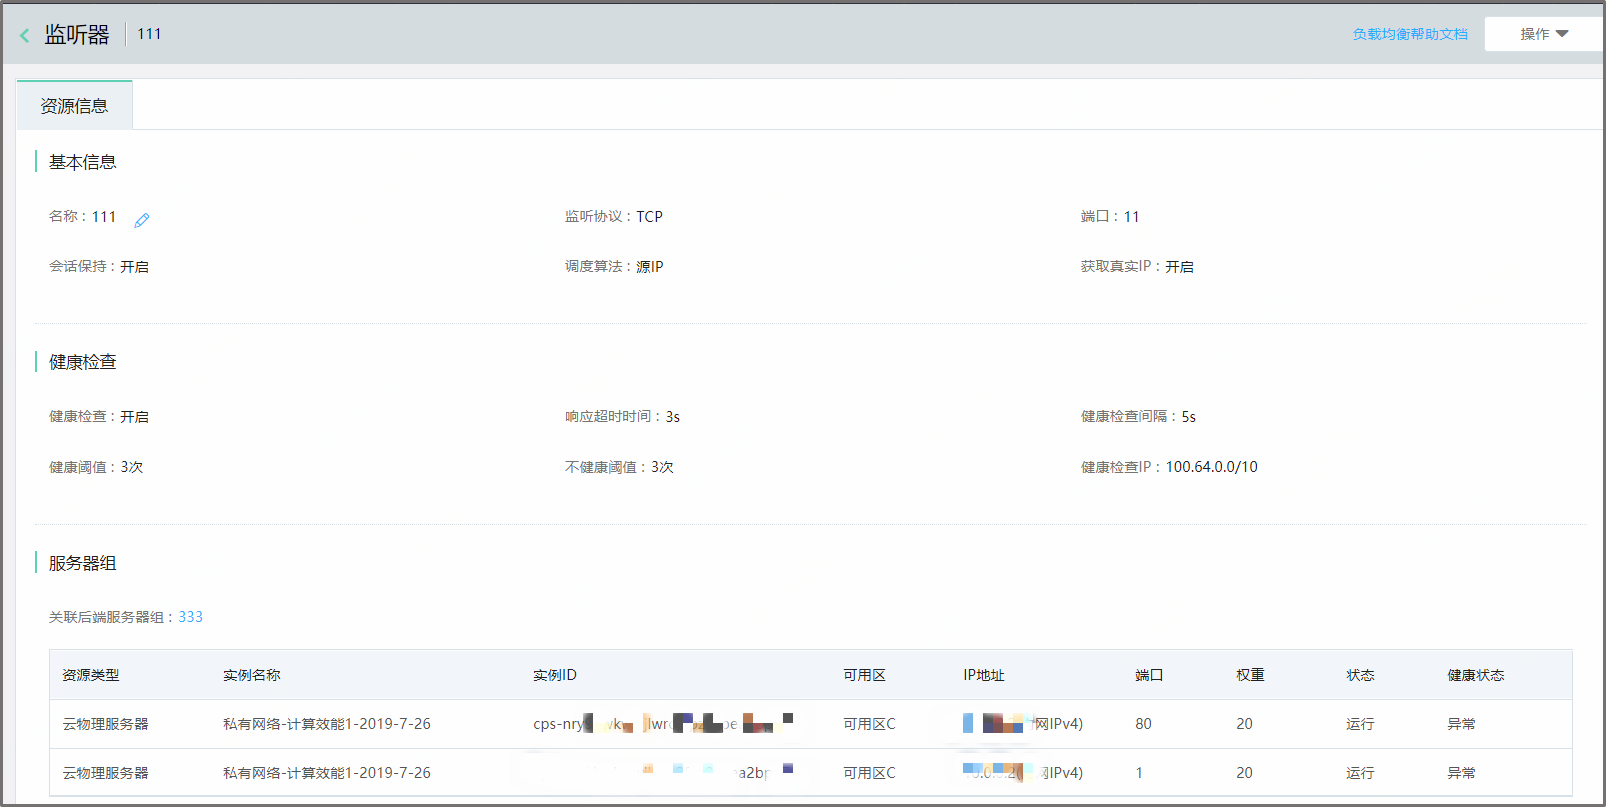 监听器 111 负载均衡帮助文档 操作
资源信息
基本信息
名称：111 监听协议：TCP 端口：11
会话保持：开启 调度算法：源IP 获取真实IP：开启
健康检查
健康检查：开启 响应超时时间：3s 健康检查间隔：5s
健康阈值：3次 不健康阈值：3次 健康检查IP：100.64.0.0/10
服务器组
关联后端服务器组：333
资源类型 实例名称 实例ID 可用区 IP地址 端口 权重 状态 健康状态
云物理服务器 私有网络-计算效能1-2019-7-26 cps-nry 可用区C 网IPv4) 80 20 运行 异常
云物理服务器 私有网络-计算效能1-2019-7-26 可用区C 网IPv4) 1 20 运行 异常